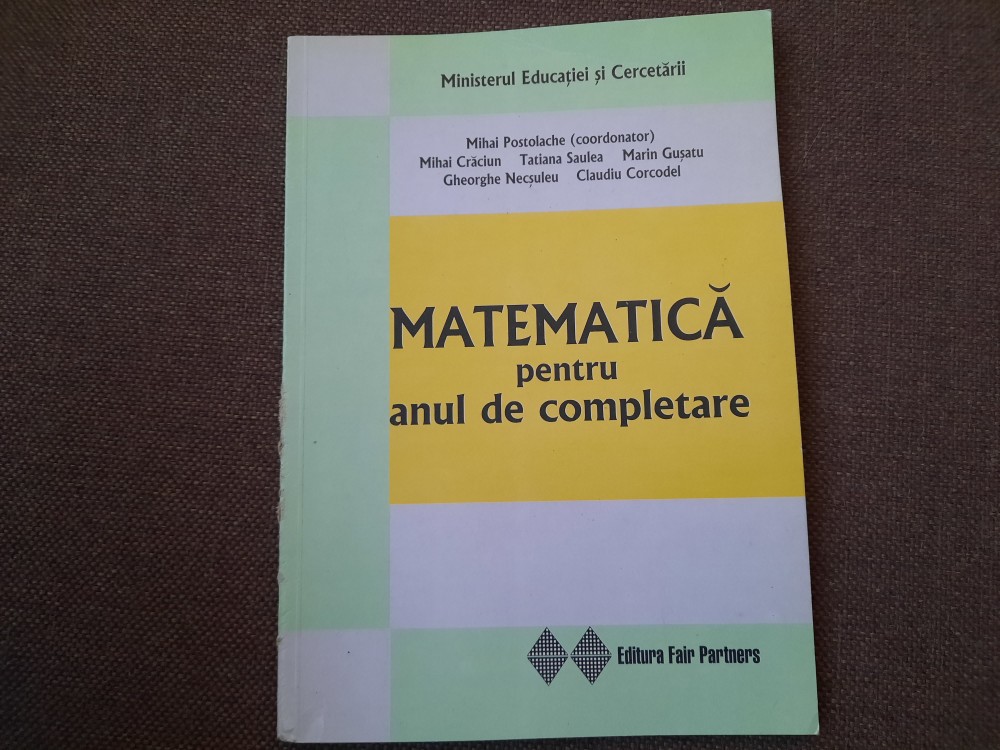 Ministerul Educației și Cercetării
Mihai Postolache (coordonator)
Mihai Crăciun Tatiana Saulea Marin Gușatu
Gheorghe Necșuleu Claudiu Corcodel
MATEMATICĂ
pentru
anul de completare
Editura Fair Partners